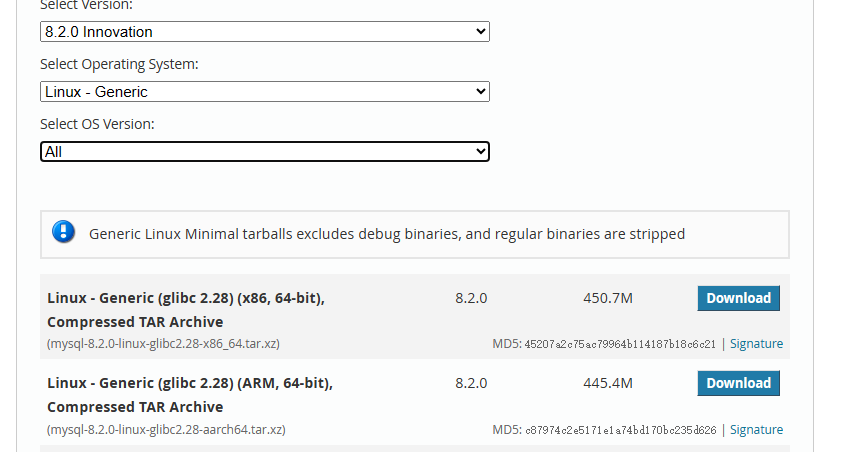 Select Version:
8.2.0 Innovation
Select Operating System:
Linux - Generic
Select OS Version:
All
Generic Linux Minimal tarballs excludes debug binaries, and regular binaries are stripped
Linux - Generic (glibc 2.28) (x86, 64-bit), 8.2.0 450.7M Download
Compressed TAR Archive
(mysql-8.2.0-linux-glibc2.28-x86_64.tar.xz) MD5: 45207a2c75ac79964b114187b18c6c21 | Signature
Linux - Generic (glibc 2.28) (ARM, 64-bit), 8.2.0 445.4M Download
Compressed TAR Archive
(mysql-8.2.0-linux-glibc2.28-aarch64.tar.xz) MD5: c87974c2e5171e1a74bd170bc235d626 | Signature